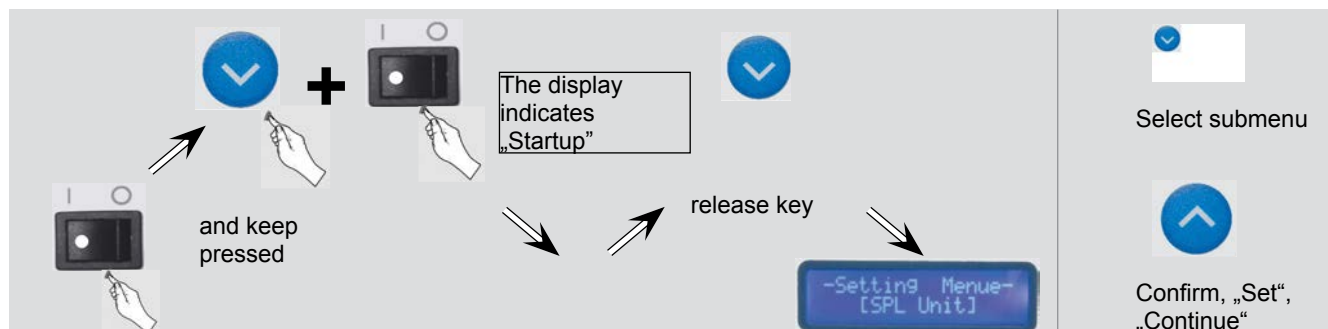 I O
I O
and keep
pressed
The display
indicates
„Startup”
release key
-Setting Menue-
[SPL Unit]
Select submenu
Confirm, „Set“,
„Continue“